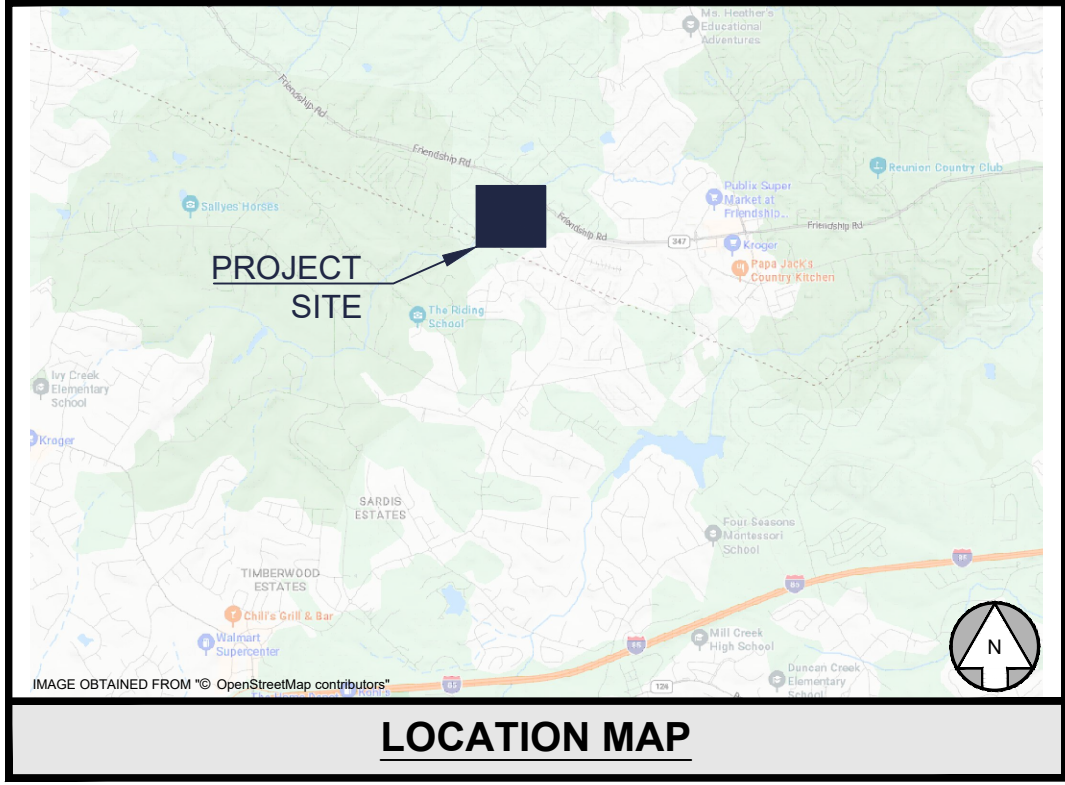 Ms. Heather's
Educational
Adventures
Friendship Rd
Friendship Rd
Reunion Country Club
Publix Super
Market at
Friendship...
Sallyes Horses
Friendship Rd
Friendship Rd
347
Kroger
PROJECT
SITE
Papa Jack's
Country Kitchen
The Riding
School
Ivy Creek
Elementary
School
Kroger
SARDIS
ESTATES
Four Seasons
Montessori
School
85
TIMBERWOOD
ESTATES
85
Chili's Grill & Bar
Walmart
Supercenter
85
Mill Creek
High School
N
Duncan Creek
Elementary
School
IMAGE OBTAINED FROM "© OpenStreetMap contributors"
85
124
LOCATION MAP